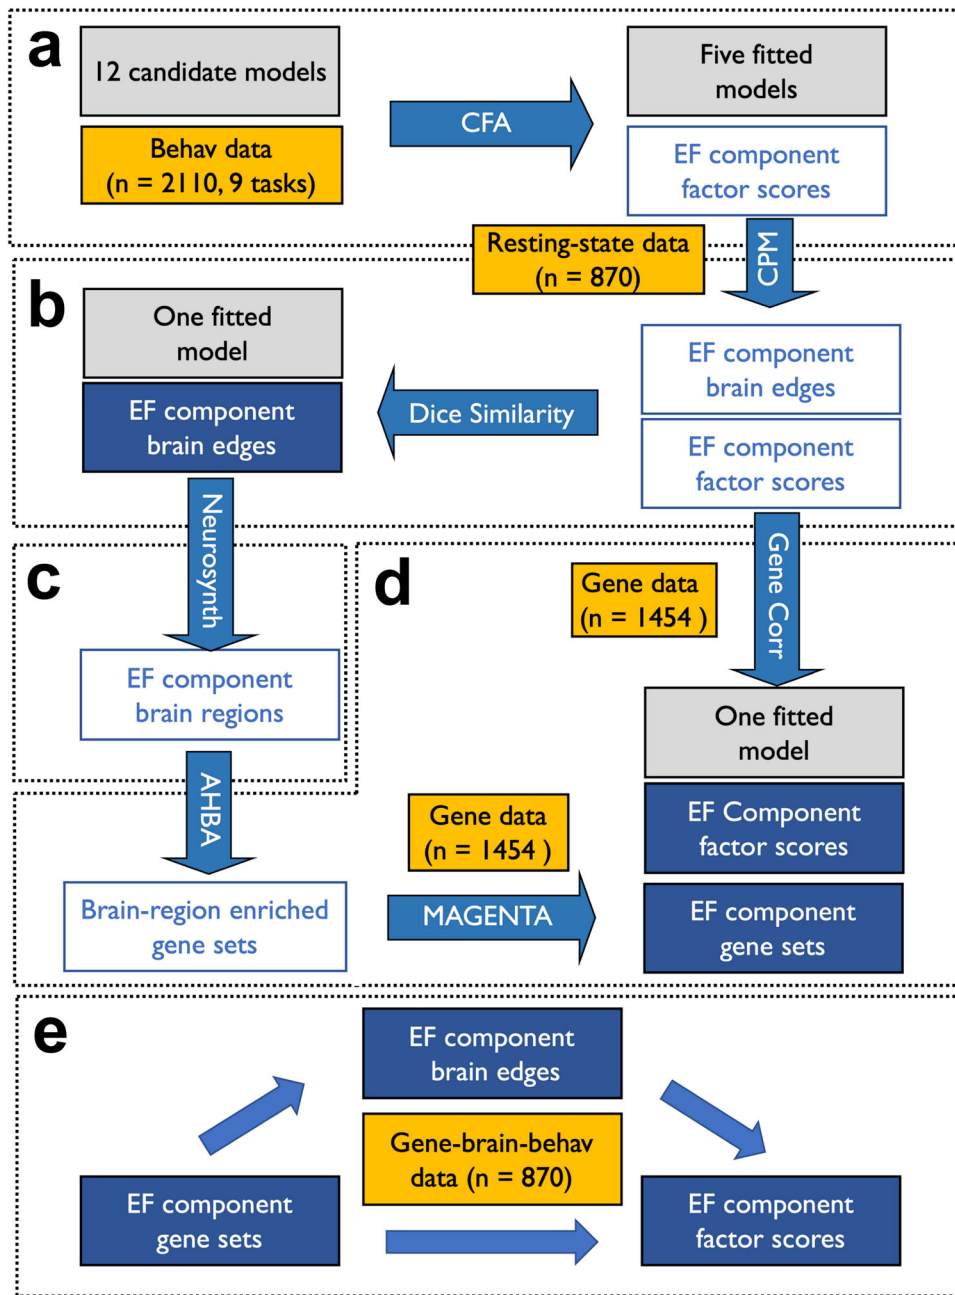 a
12 candidate models
Behav data
(n = 2110, 9 tasks)
CFA
Five fitted
models
EF component
factor scores
Resting-state data
(n = 870)
CPM
b
One fitted
model
EF component
brain edges
Dice Similarity
EF component
brain edges
EF component
factor scores
Neurosynth
c
EF component
brain regions
AHBA
d
Gene data
(n = 1454 )
Gene Corr
One fitted
model
EF Component
factor scores
EF component
gene sets
Gene data
(n = 1454 )
MAGENTA
Brain-region enriched
gene sets
e
EF component
brain edges
Gene-brain-behav
data (n = 870)
EF component
gene sets
EF component
factor scores